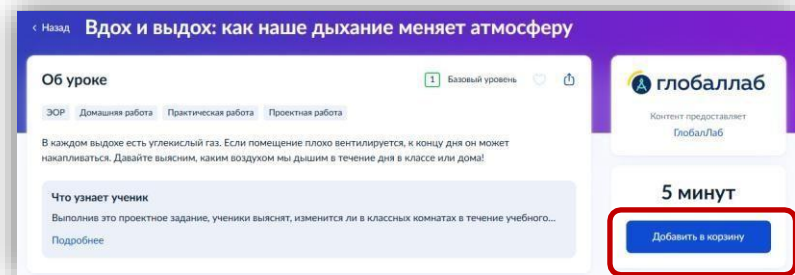 ‹ Назад Вдох и выдох: как наше дыхание меняет атмосферу
Об уроке
1 Базовый уровень
ЭОР Домашняя работа Практическая работа Проектная работа
В каждом выдохе есть углекислый газ. Если помещение плохо вентилируется, к концу дня он может
накапливаться. Давайте выясним, каким воздухом мы дышим в течение дня в классе или дома!
Что узнает ученик
Выполнив это проектное задание, ученики выяснят, изменится ли в классных комнатах в течение учебного...
Подробнее
глобаллаб
Контент предоставляет
ГлобалЛаб
5 минут
Добавить в корзину